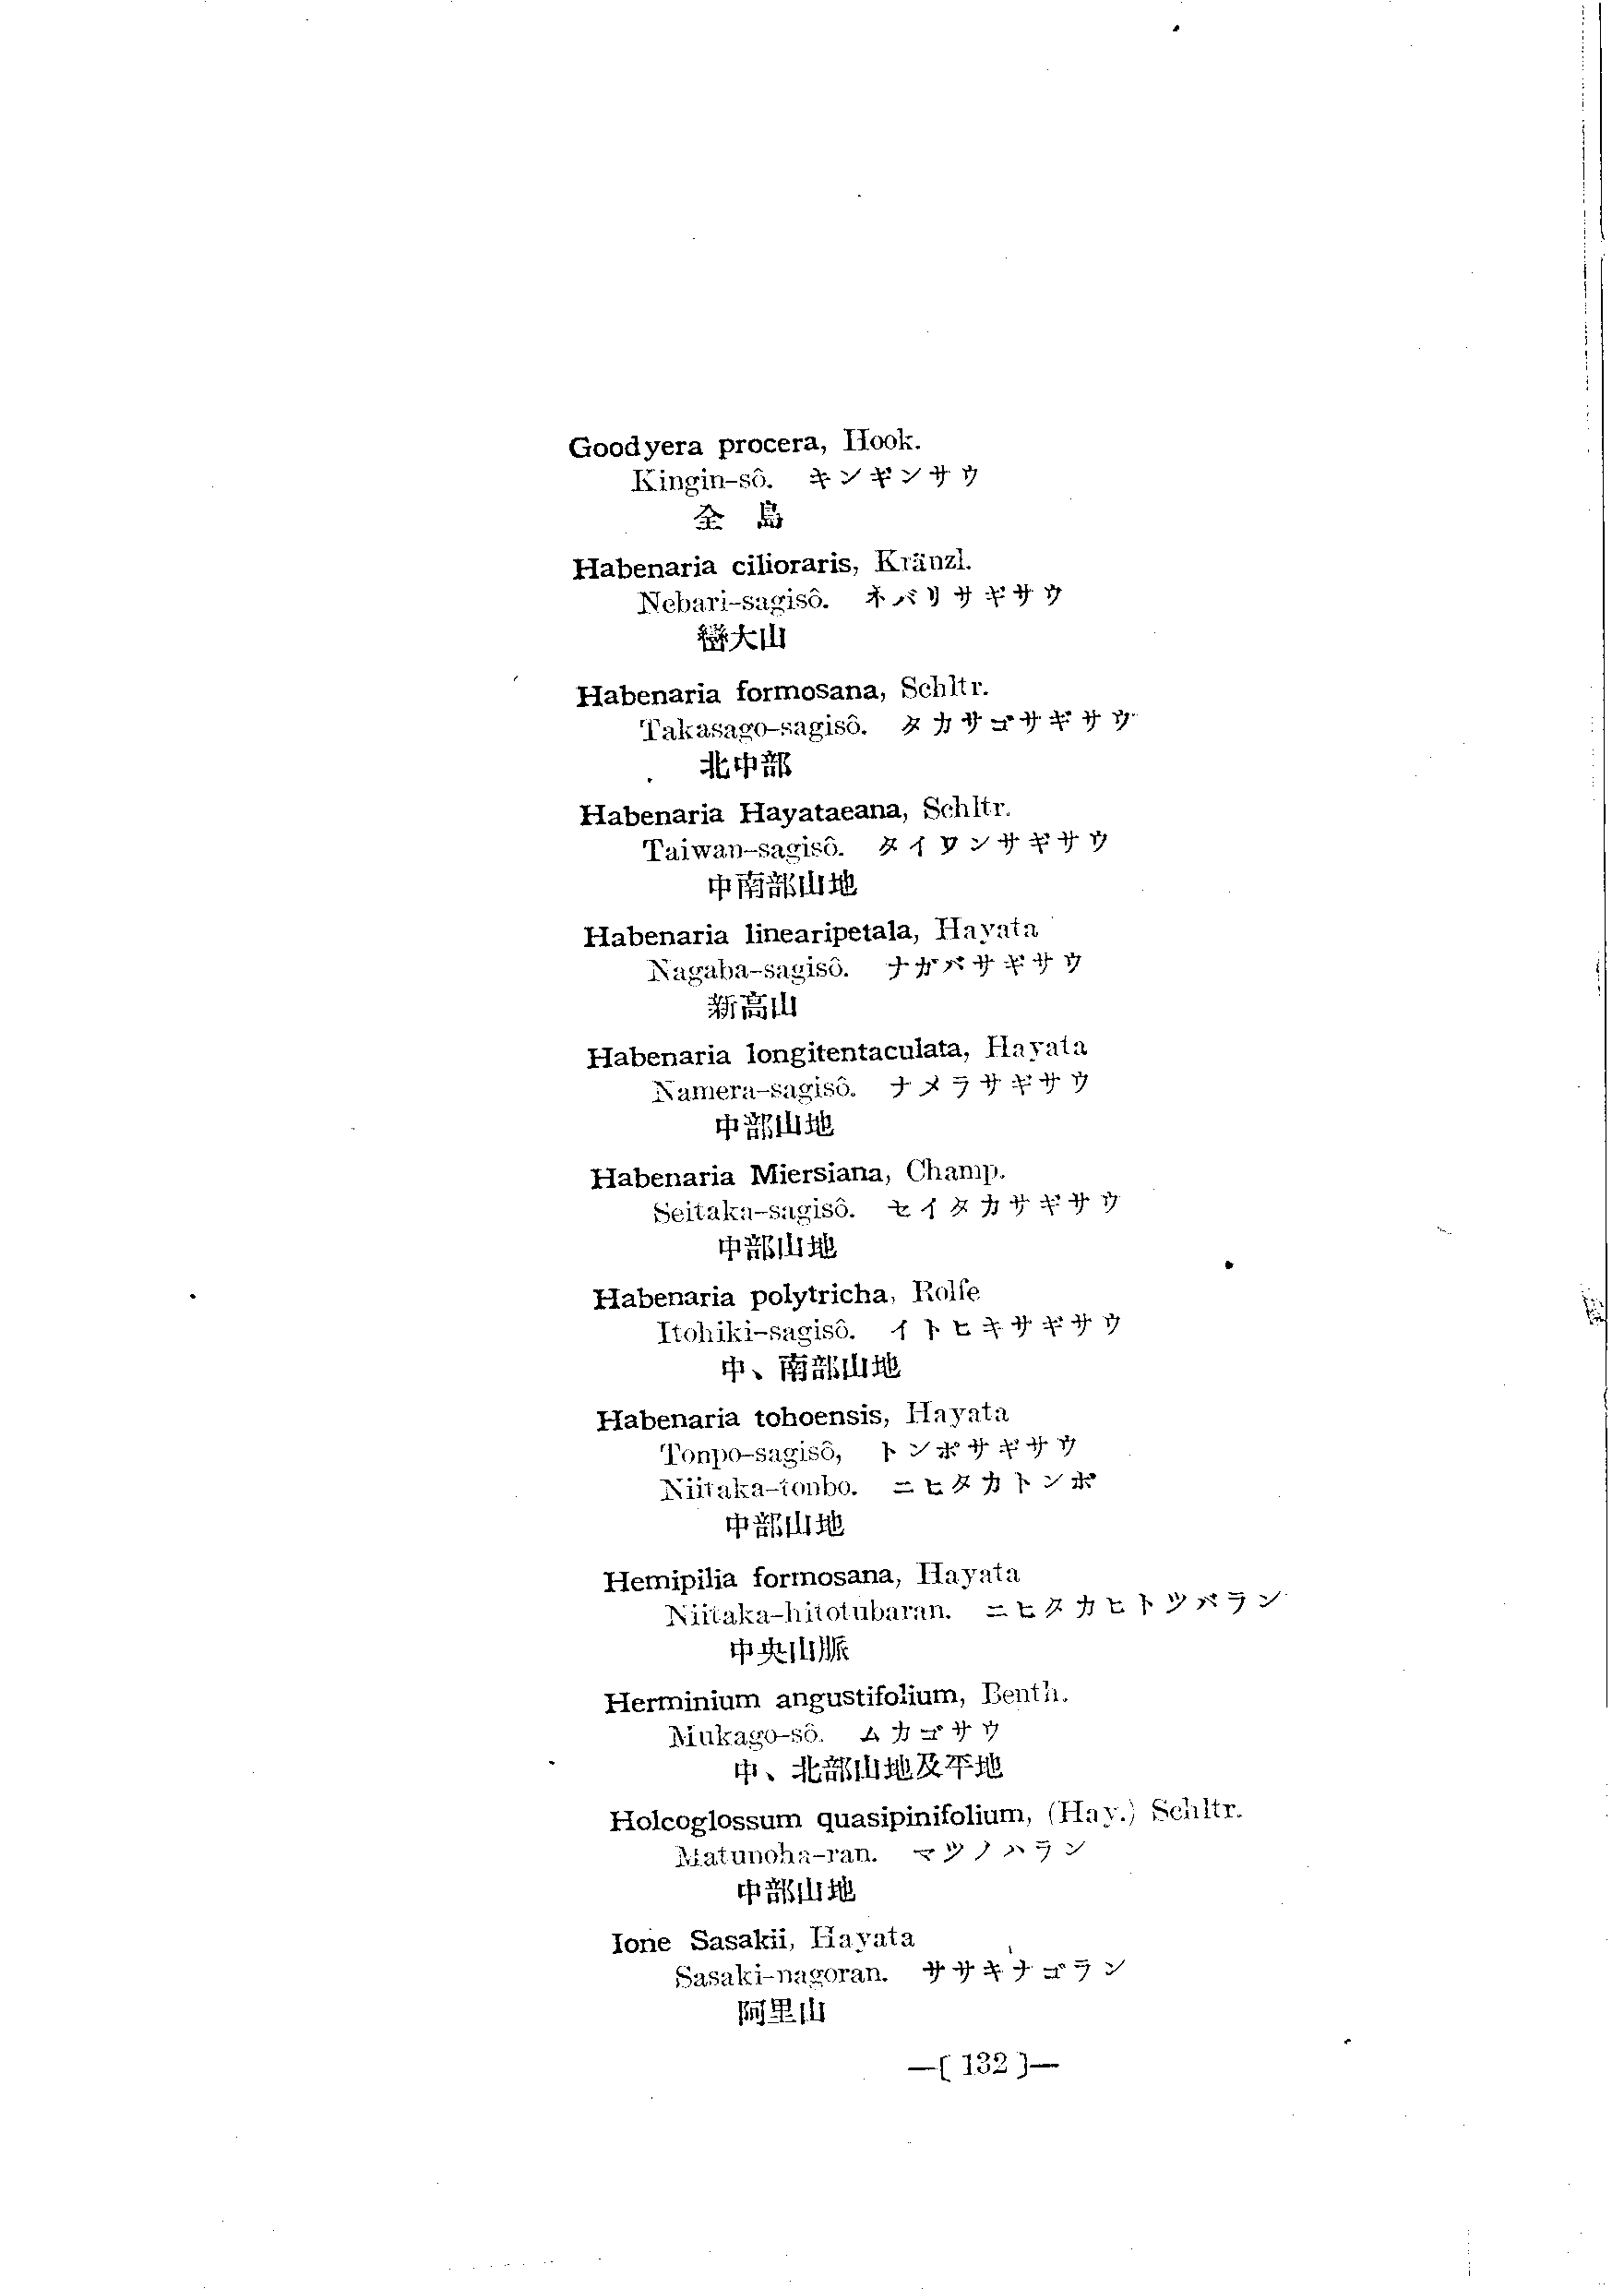 Goodyera procera, Hook.
Kingin-sô. キンギンサウ
全 島
Habenaria cilioraris, Kränzl.
Nebari-sagisô. ネバリサギサウ
大山
Habenaria formosana, Schltr.
Takasago-sagisô. タカサゴサギサウ
北中部
Habenaria Hayataeana, Schltr.
Taiwan-sagisô. タイワンサギサウ
中南部山地
Habenaria linearipetala, Hayata
Nagaba-sagisô. ナガバサギサウ
新高山
Habenaria longitentaculata, Hayata
Namera-sagisô. ナメラサギサウ
中部山地
Habenaria Miersiana, Champ.
Seitaka-sagisô. セイタカサギサウ
中部山地
Habenaria polytricha, Rolfe
Itohiki-sagisô. イトヒキサギサウ
中、南部山地
Habenaria tohoensis, Hayata
Tonpo-sagisô, トンポサギサウ
Niitaka-tonbo. ニヒタカトンボ
中部山地
Hemipilia formosana, Hayata
Niitaka-hitotubaran. ニヒタカヒトツバラン
中央山脈
Herminium angustifolium, Benth.
Mukago-sô. ムカゴサウ
中、北部山地及平地
Holcoglossum quasipinifolium, (Hay.) Schltr.
Matunoha-ran. マツノハラン
中部山地
Ione Sasakii, Hayata
Sasaki-nagoran. ササキナゴラン
阿里山
—( 132 )—